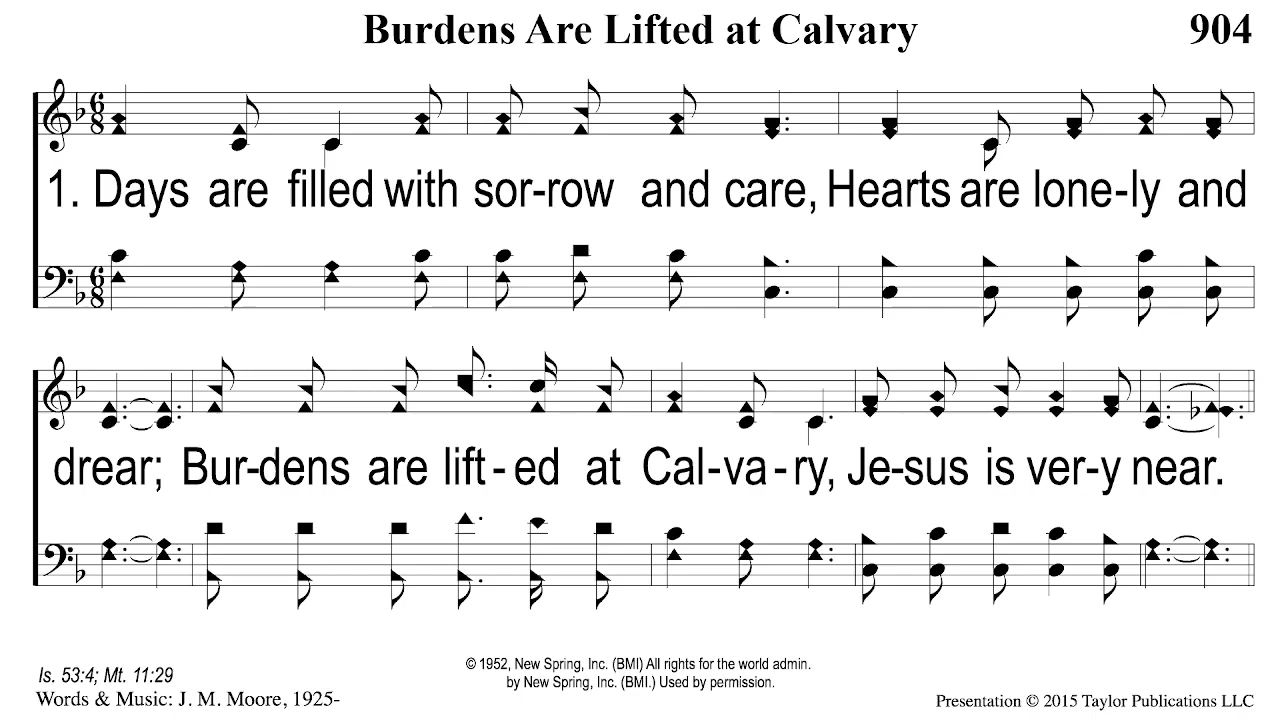 Burdens Are Lifted at Calvary
904
1. Days are filled with sor-row and care, Hearts are lone-ly and
drear; Bur-dens are lift-ed at Cal-va-ry, Je-sus is ver-y near.
Is. 53:4; Mt. 11:29
Words & Music: J. M. Moore, 1925-
© 1952, New Spring, Inc. (BMI) All rights for the world admin.
by New Spring, Inc. (BMI.) Used by permission.
Presentation © 2015 Taylor Publications LLC